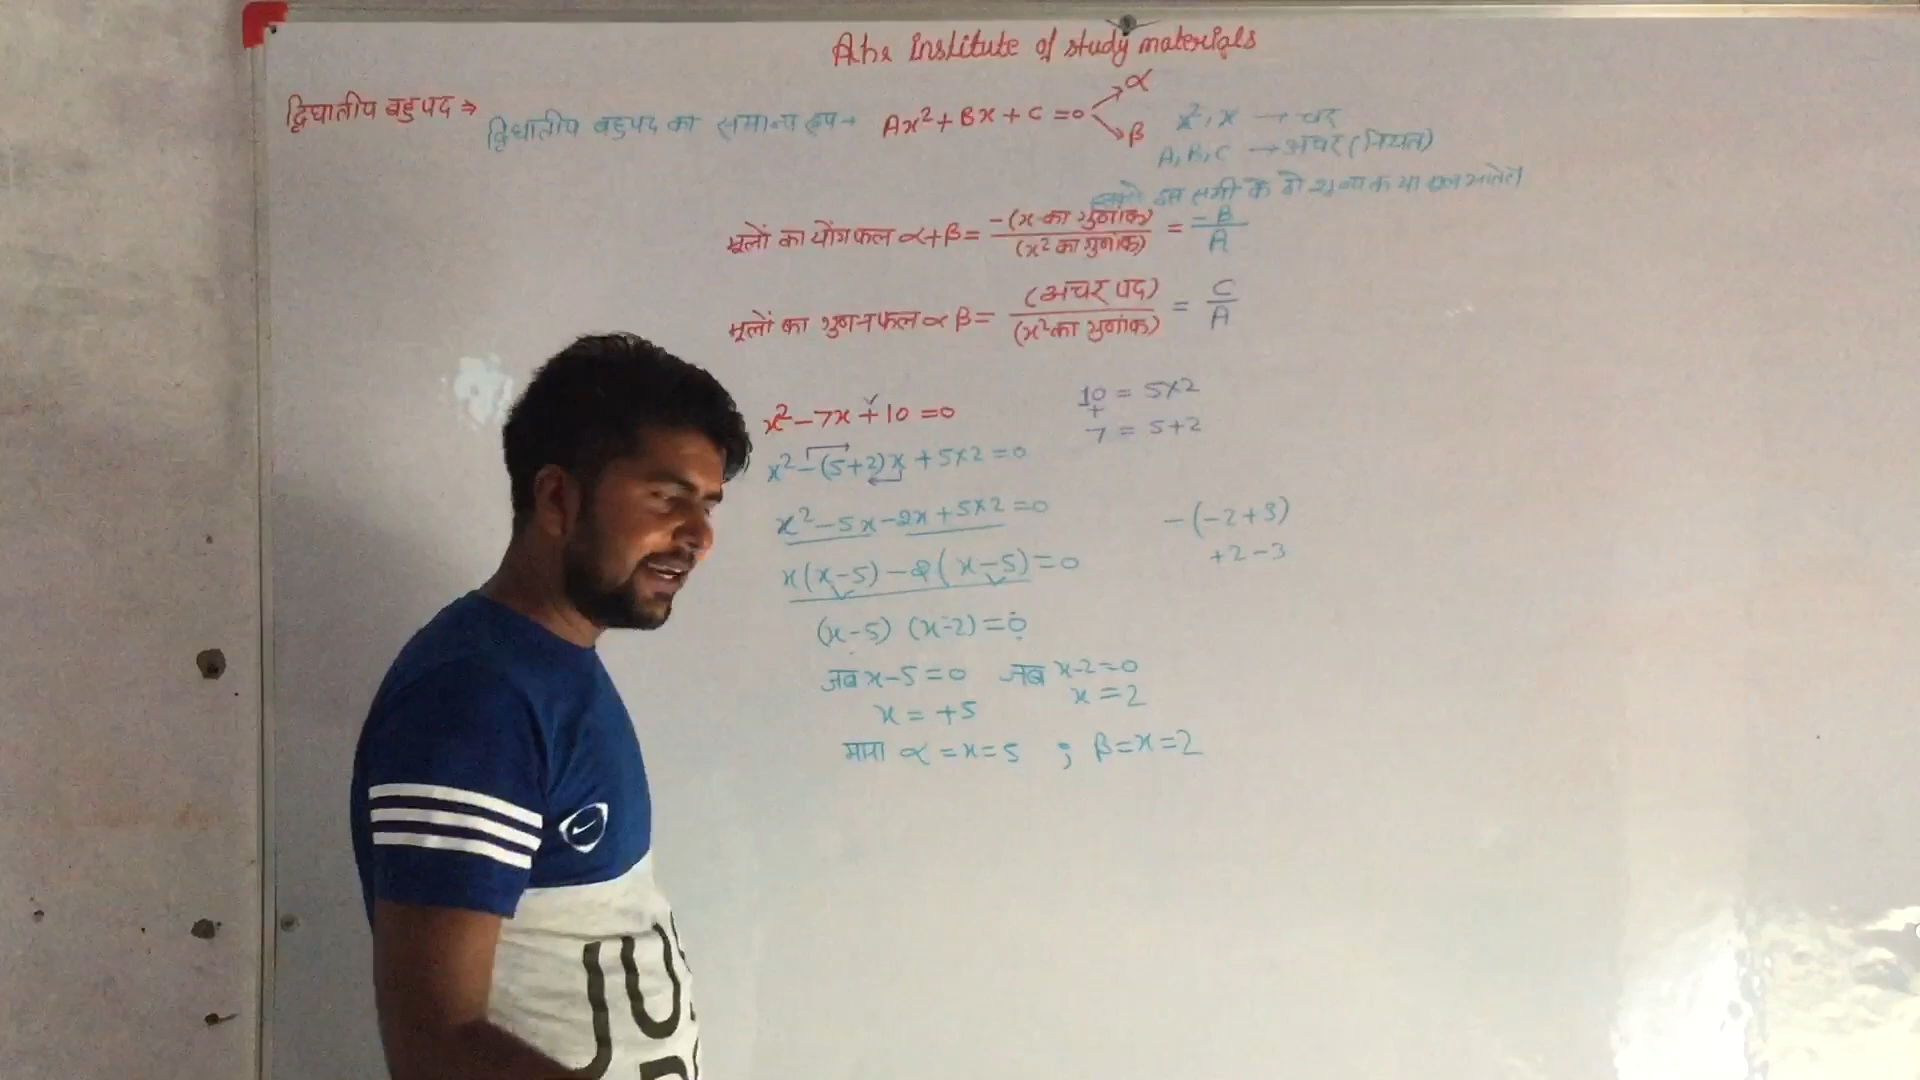 Aha institute of study materials
द्विघातीय बहुपद ⇒ द्विघातीय बहुपद का समान्य रूप → Ax²+Bx+C=0
α
β
x², x → चर
A, B, C → अचर (नियत)
मूलों का योगफल α+β = -(x का गुणांक)/(x² का गुणांक) = -B/A
मूलों का गुणनफल αβ = (अचर पद)/(x² का गुणांक) = C/A
x²-7x+10=0
10 = 5×2
+
7 = 5+2
x²-(5+2)x+5×2=0
x²-5x-2x+5×2=0
x(x-5)-2(x-5)=0
-(-2+3)
+2-3
(x-5) (x-2)=0
जब x-5=0 जब x-2=0
x=+5 x=2
माना α=x=5 ; β=x=2
JU